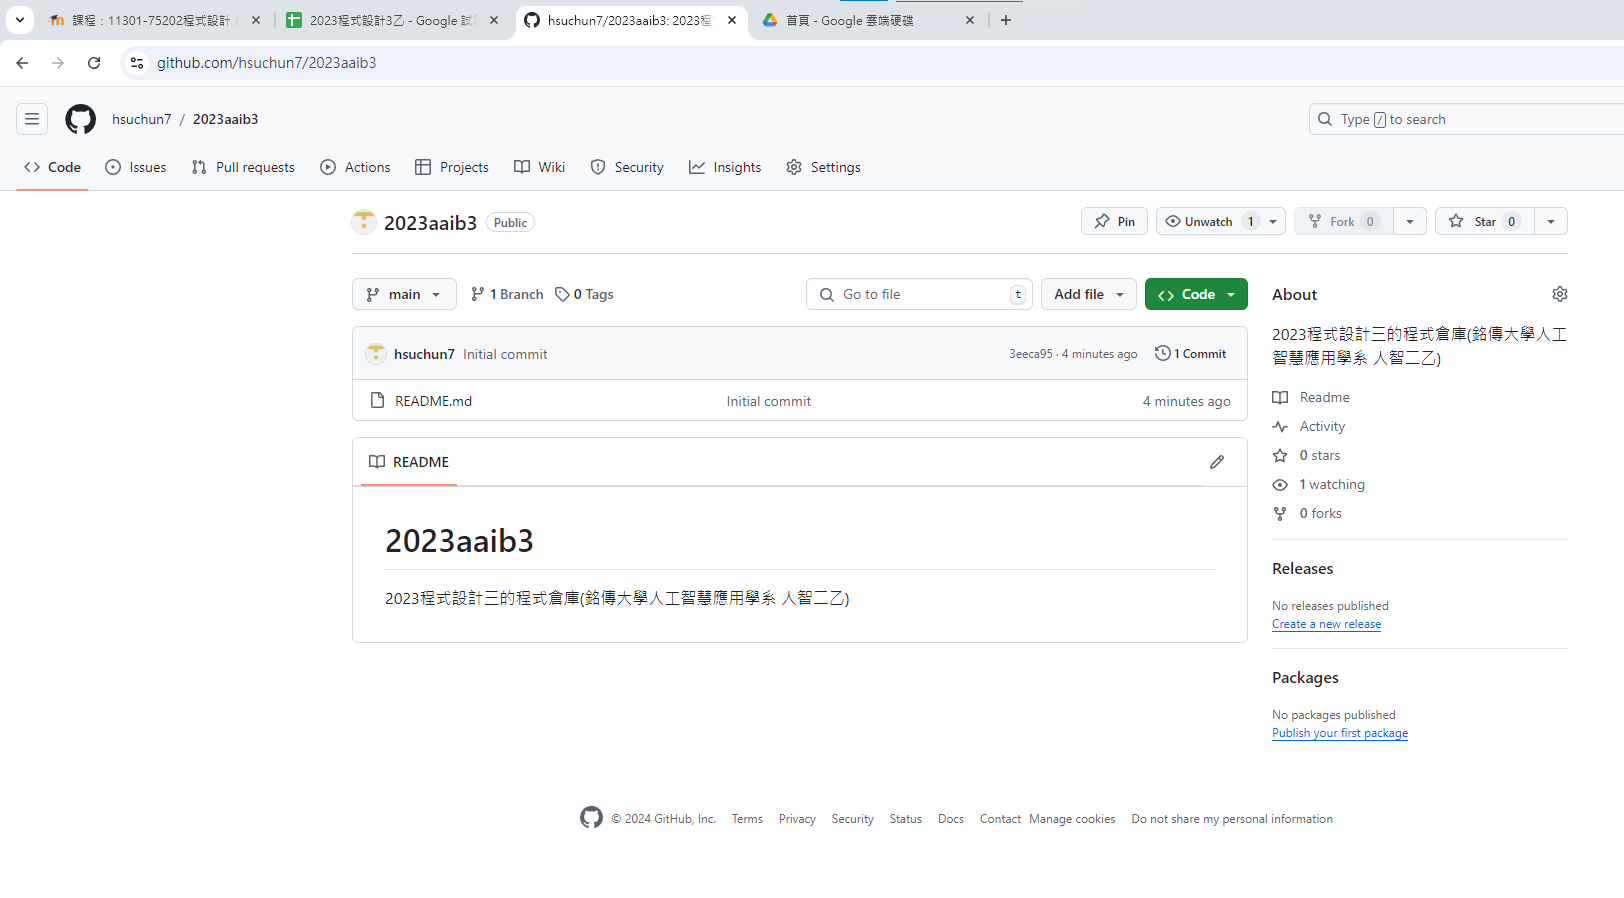 課程：11301-75202程式設計
2023程式設計3乙 - Google 試
hsuchun7/2023aaib3: 2023程
首頁 - Google 雲端硬碟
github.com/hsuchun7/2023aaib3
hsuchun7 / 2023aaib3
Type / to search
Code Issues Pull requests Actions Projects Wiki Security Insights Settings
2023aaib3 Public
Pin Unwatch 1 Fork 0 Star 0
main 1 Branch 0 Tags Go to file t Add file Code
hsuchun7 Initial commit 3eeca95 · 4 minutes ago 1 Commit
README.md Initial commit 4 minutes ago
README
2023aaib3
2023程式設計三的程式倉庫(銘傳大學人工智慧應用學系 人智二乙)
About
2023程式設計三的程式倉庫(銘傳大學人工
智慧應用學系 人智二乙)
Readme
Activity
0 stars
1 watching
0 forks
Releases
No releases published
Create a new release
Packages
No packages published
Publish your first package
© 2024 GitHub, Inc. Terms Privacy Security Status Docs Contact Manage cookies Do not share my personal information